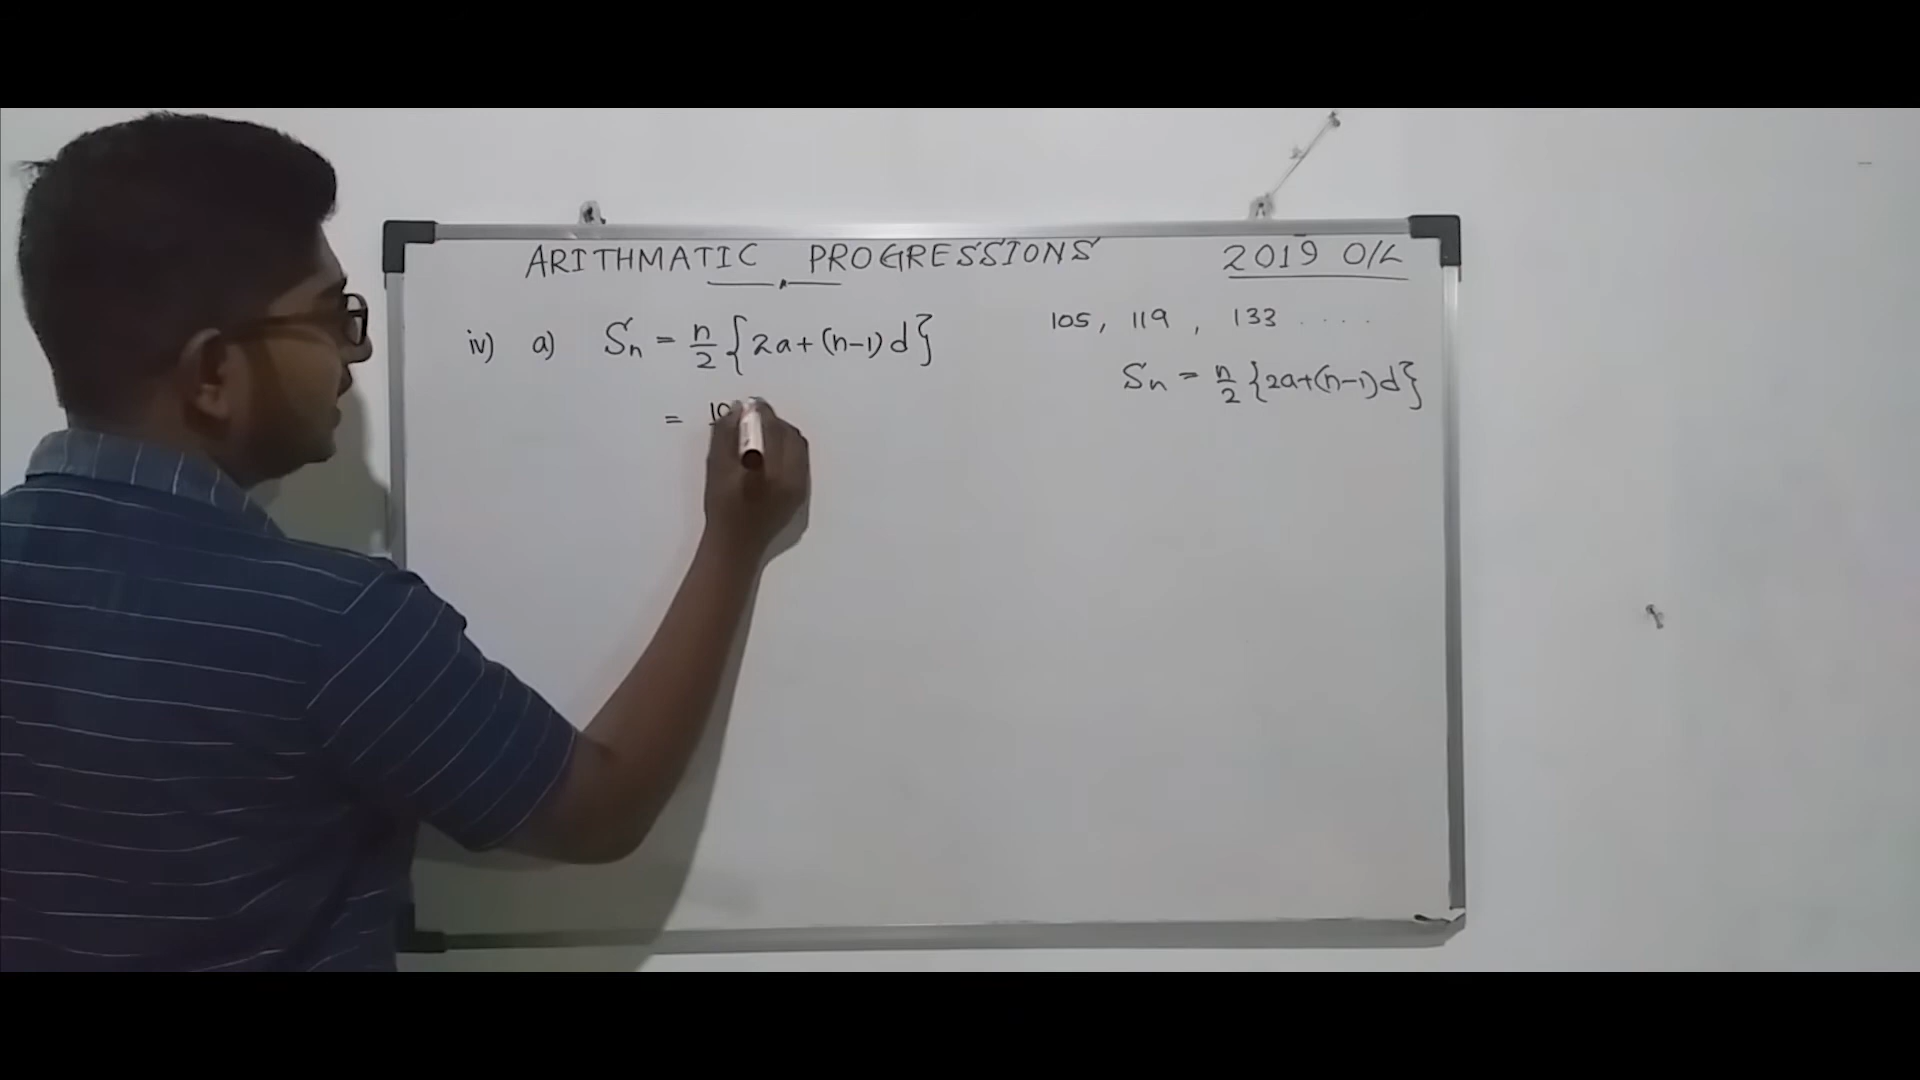 ARITHMATIC PROGRESSIONS 2019 O/L
105, 119, 133 ....
iv) a) Sn = n/2 {2a+(n-1)d}
Sn = n/2 {2a+(n-1)d}
= 10